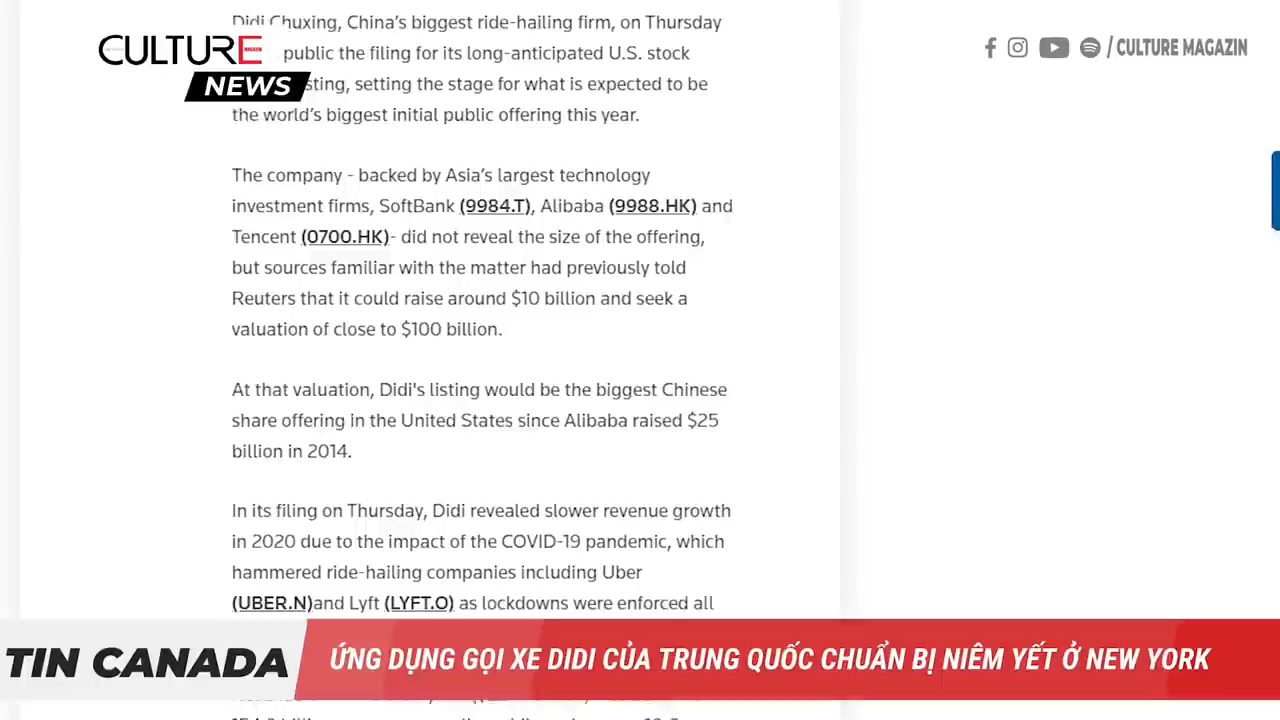 Didi Chuxing, China's biggest ride-hailing firm, on Thursday
public the filing for its long-anticipated U.S. stock
sting, setting the stage for what is expected to be
the world's biggest initial public offering this year.
CULTURE
NEWS
/ CULTURE MAGAZIN
The company - backed by Asia's largest technology
investment firms, SoftBank (9984.T), Alibaba (9988.HK) and
Tencent (0700.HK)- did not reveal the size of the offering,
but sources familiar with the matter had previously told
Reuters that it could raise around $10 billion and seek a
valuation of close to $100 billion.
At that valuation, Didi's listing would be the biggest Chinese
share offering in the United States since Alibaba raised $25
billion in 2014.
In its filing on Thursday, Didi revealed slower revenue growth
in 2020 due to the impact of the COVID-19 pandemic, which
hammered ride-hailing companies including Uber
(UBER.N)and Lyft (LYFT.O) as lockdowns were enforced all
TIN CANADA
ỨNG DỤNG GỌI XE DIDI CỦA TRUNG QUỐC CHUẨN BỊ NIÊM YẾT Ở NEW YORK